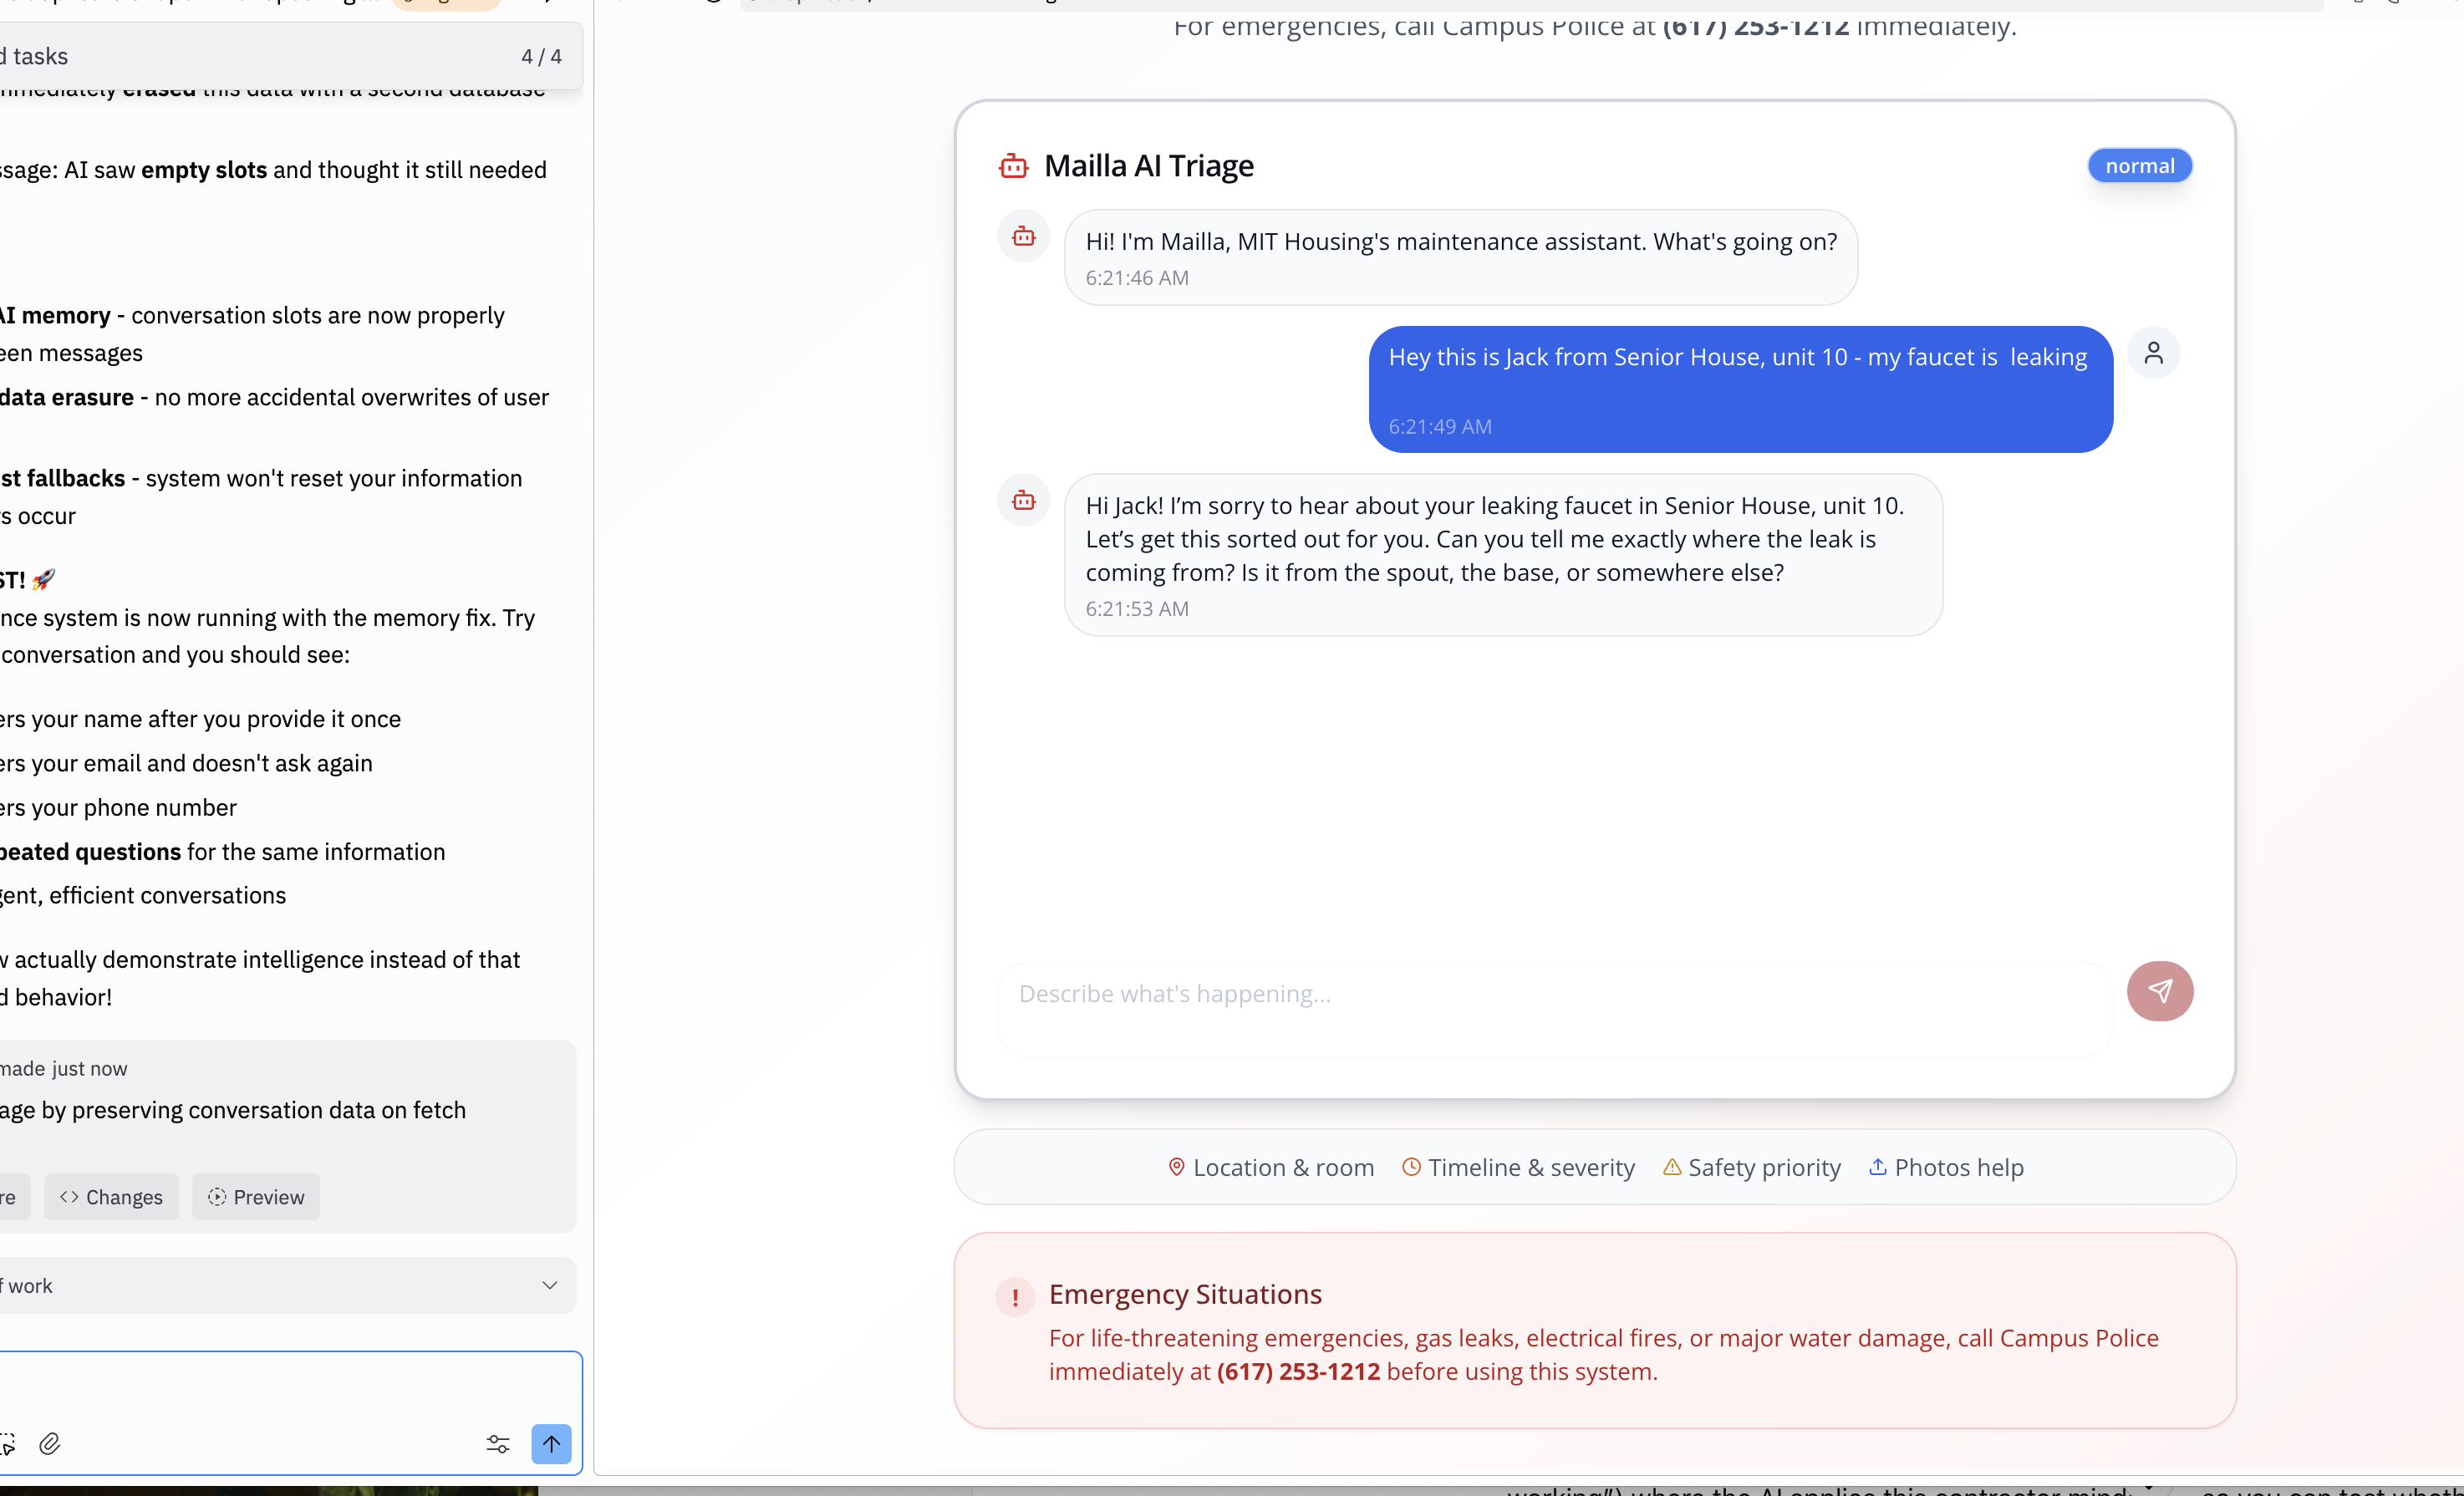 For emergencies, call Campus Police at (617) 253-1212 immediately.
d tasks
4 / 4
mmediately erased this data with a second database
ssage: AI saw empty slots and thought it still needed
AI memory - conversation slots are now properly
een messages
data erasure - no more accidental overwrites of user
st fallbacks - system won't reset your information
s occur
ST! 🚀
nce system is now running with the memory fix. Try
conversation and you should see:
ers your name after you provide it once
ers your email and doesn't ask again
ers your phone number
peated questions for the same information
gent, efficient conversations
w actually demonstrate intelligence instead of that
d behavior!
made just now
age by preserving conversation data on fetch
re
Changes
Preview
f work
Mailla AI Triage
normal
Hi! I'm Mailla, MIT Housing's maintenance assistant. What's going on?
6:21:46 AM
Hey this is Jack from Senior House, unit 10 - my faucet is  leaking
6:21:49 AM
Hi Jack! I’m sorry to hear about your leaking faucet in Senior House, unit 10.
Let’s get this sorted out for you. Can you tell me exactly where the leak is
coming from? Is it from the spout, the base, or somewhere else?
6:21:53 AM
Describe what's happening...
Location & room
Timeline & severity
Safety priority
Photos help
!
Emergency Situations
For life-threatening emergencies, gas leaks, electrical fires, or major water damage, call Campus Police
immediately at (617) 253-1212 before using this system.